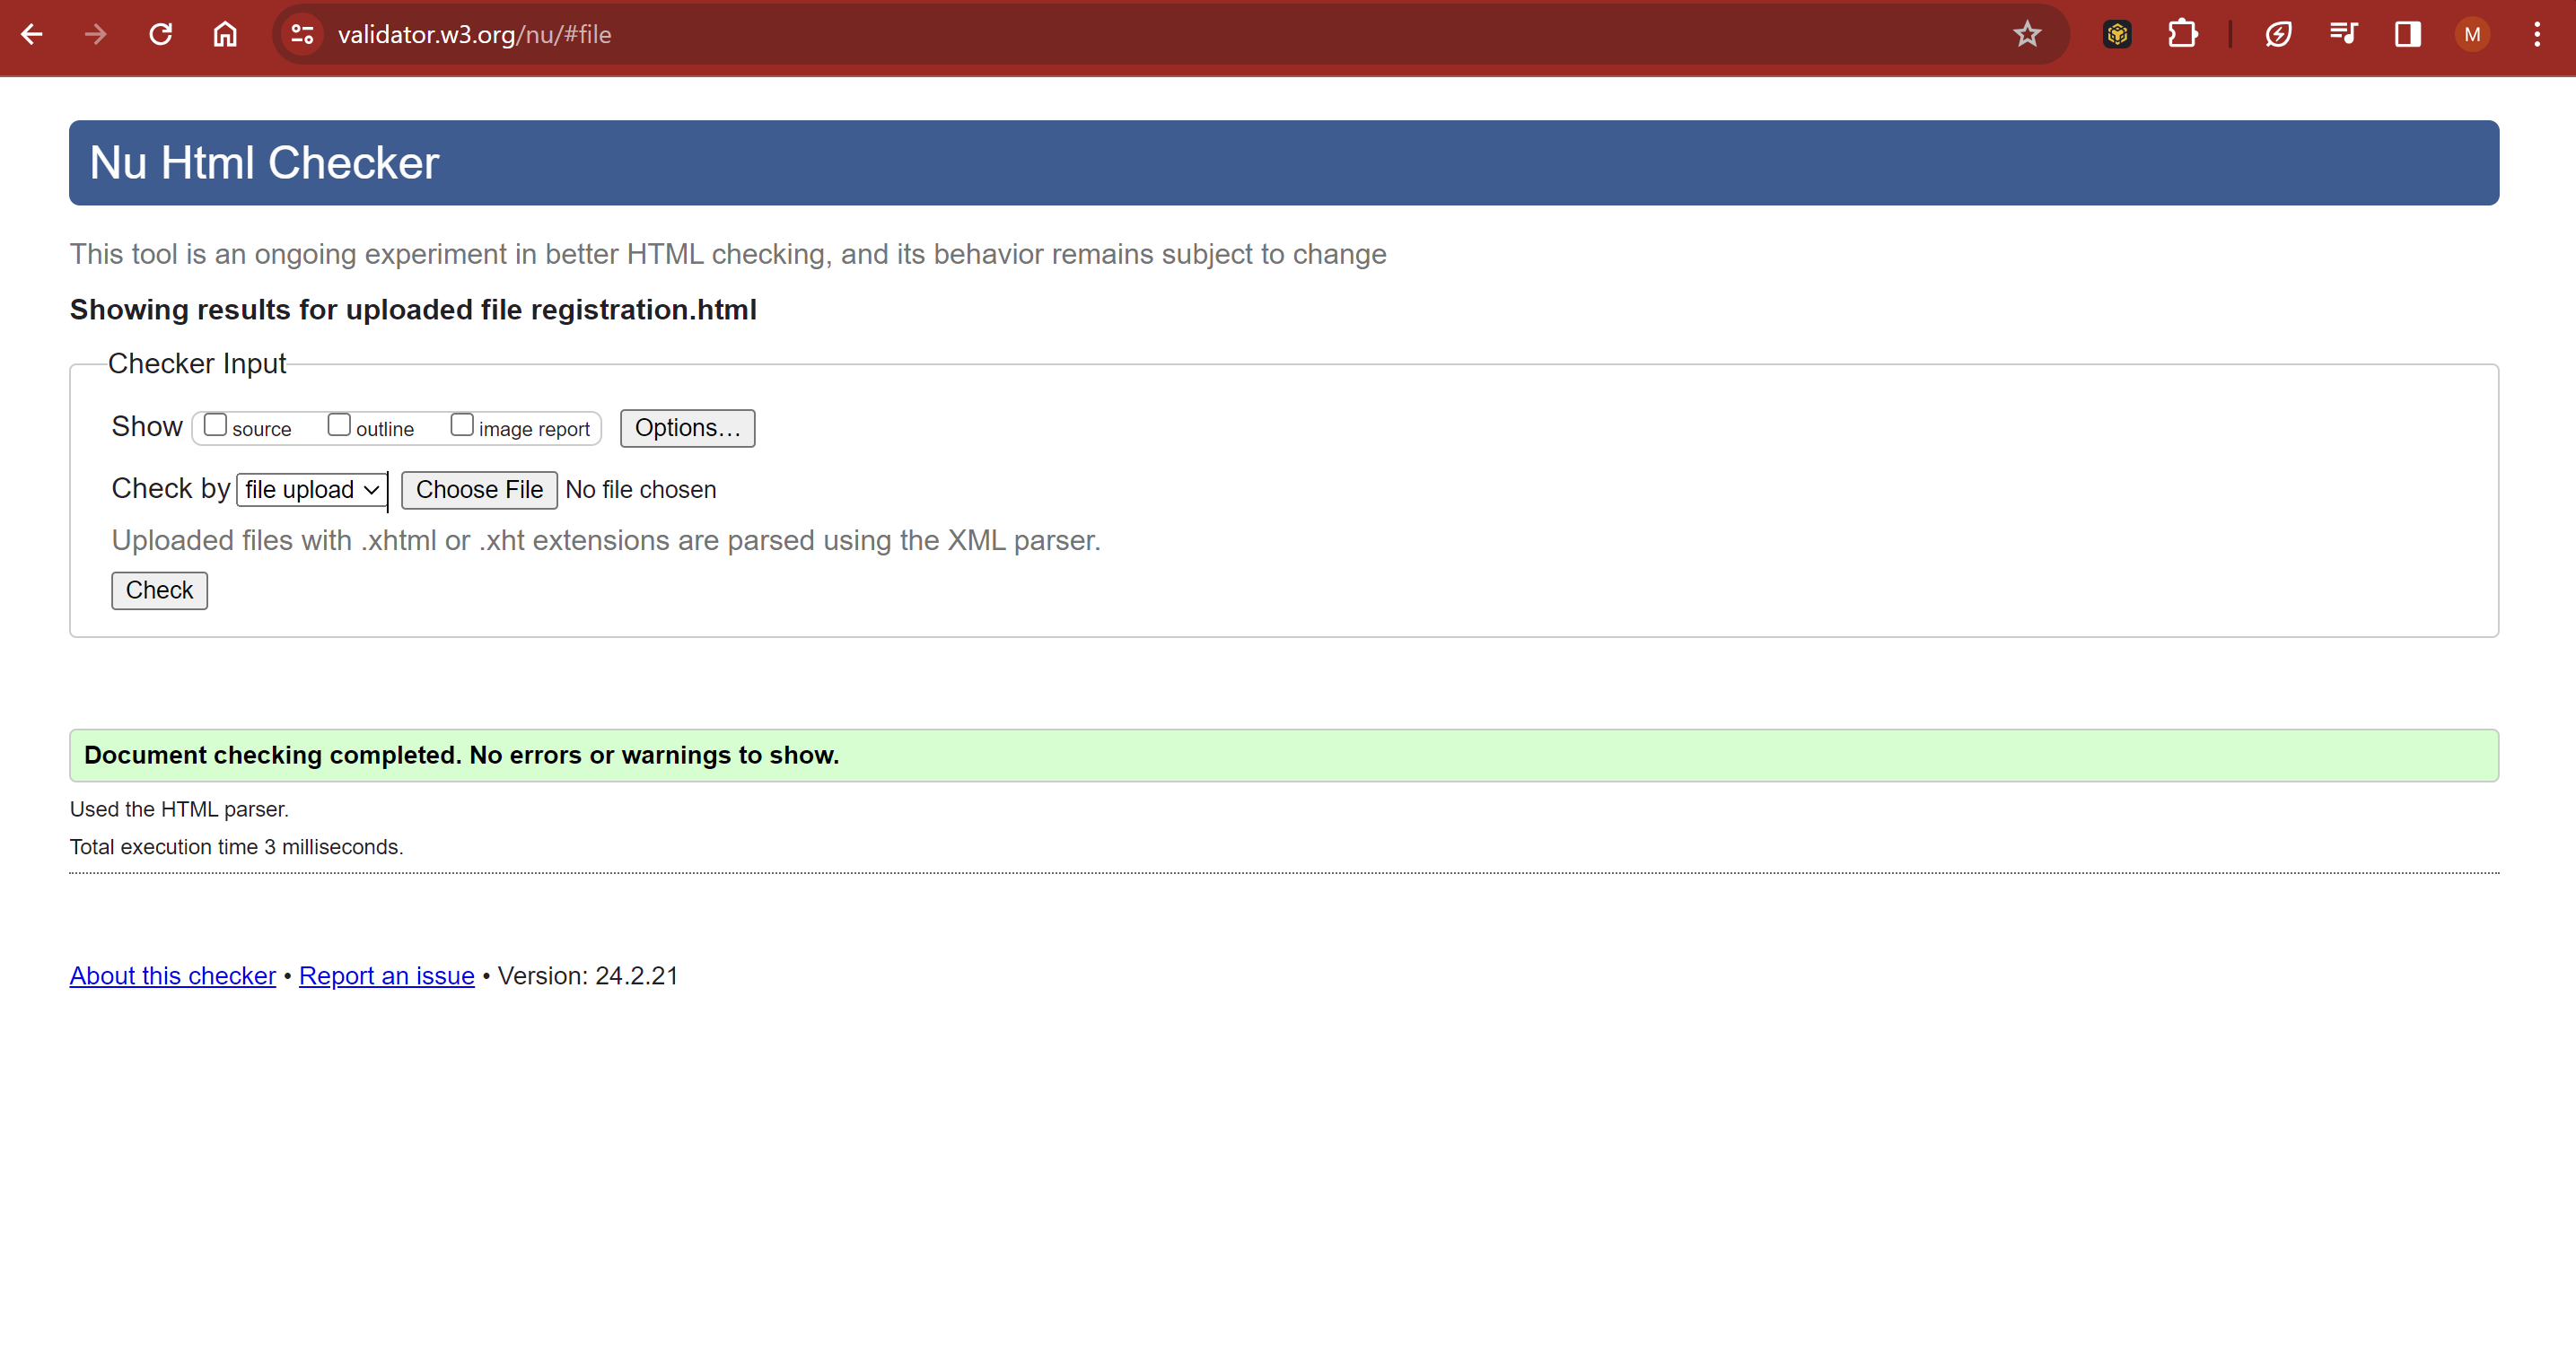 validator.w3.org/nu/#file
M
Nu Html Checker
This tool is an ongoing experiment in better HTML checking, and its behavior remains subject to change
Showing results for uploaded file registration.html
Checker Input
Show source outline image report Options...
Check by file upload Choose File No file chosen
Uploaded files with .xhtml or .xht extensions are parsed using the XML parser.
Check
Document checking completed. No errors or warnings to show.
Used the HTML parser.
Total execution time 3 milliseconds.
About this checker • Report an issue • Version: 24.2.21